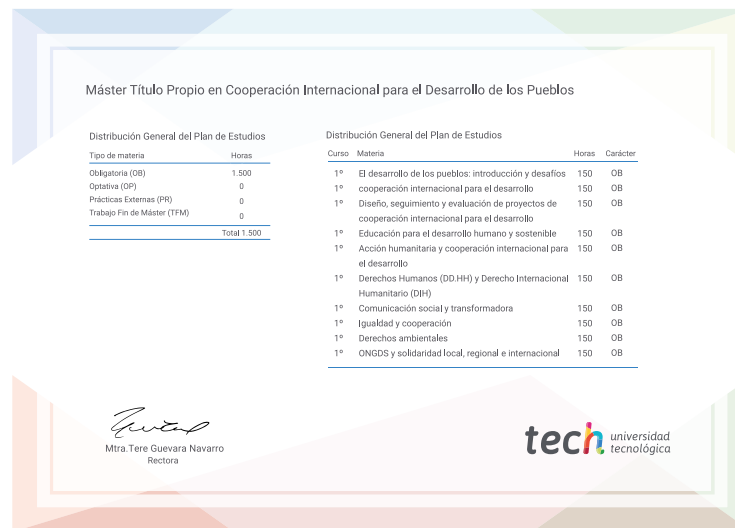 Máster Título Propio en Cooperación Internacional para el Desarrollo de los Pueblos
Distribución General del Plan de Estudios
Tipo de materia Horas
Obligatoria (OB) 1.500
Optativa (OP) 0
Prácticas Externas (PR) 0
Trabajo Fin de Máster (TFM) 0
Total 1.500
Distribución General del Plan de Estudios
Curso Materia Horas Carácter
1º El desarrollo de los pueblos: introducción y desafíos 150 OB
1º cooperación internacional para el desarrollo 150 OB
1º Diseño, seguimiento y evaluación de proyectos de 150 OB
cooperación internacional para el desarrollo
1º Educación para el desarrollo humano y sostenible 150 OB
1º Acción humanitaria y cooperación internacional para 150 OB
el desarrollo
1º Derechos Humanos (DD.HH) y Derecho Internacional 150 OB
Humanitario (DIH)
1º Comunicación social y transformadora 150 OB
1º Igualdad y cooperación 150 OB
1º Derechos ambientales 150 OB
1º ONGDS y solidaridad local, regional e internacional 150 OB
Mtra.Tere Guevara Navarro
Rectora
tech universidad
tecnológica